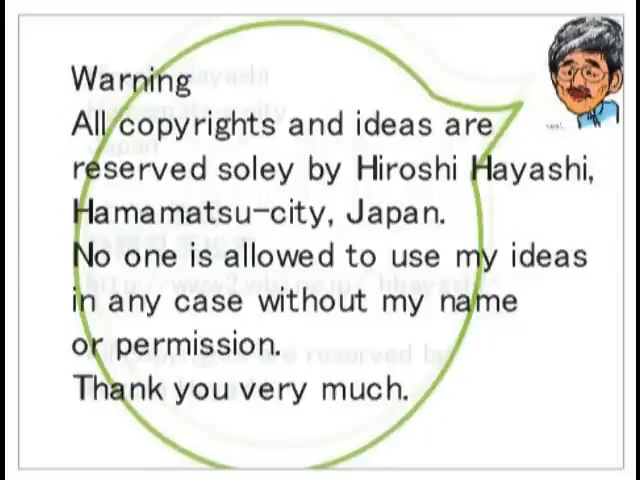 Warning
All copyrights and ideas are
reserved soley by Hiroshi Hayashi,
Hamamatsu-city, Japan.
No one is allowed to use my ideas
in any case without my name
or permission.
Thank you very much.